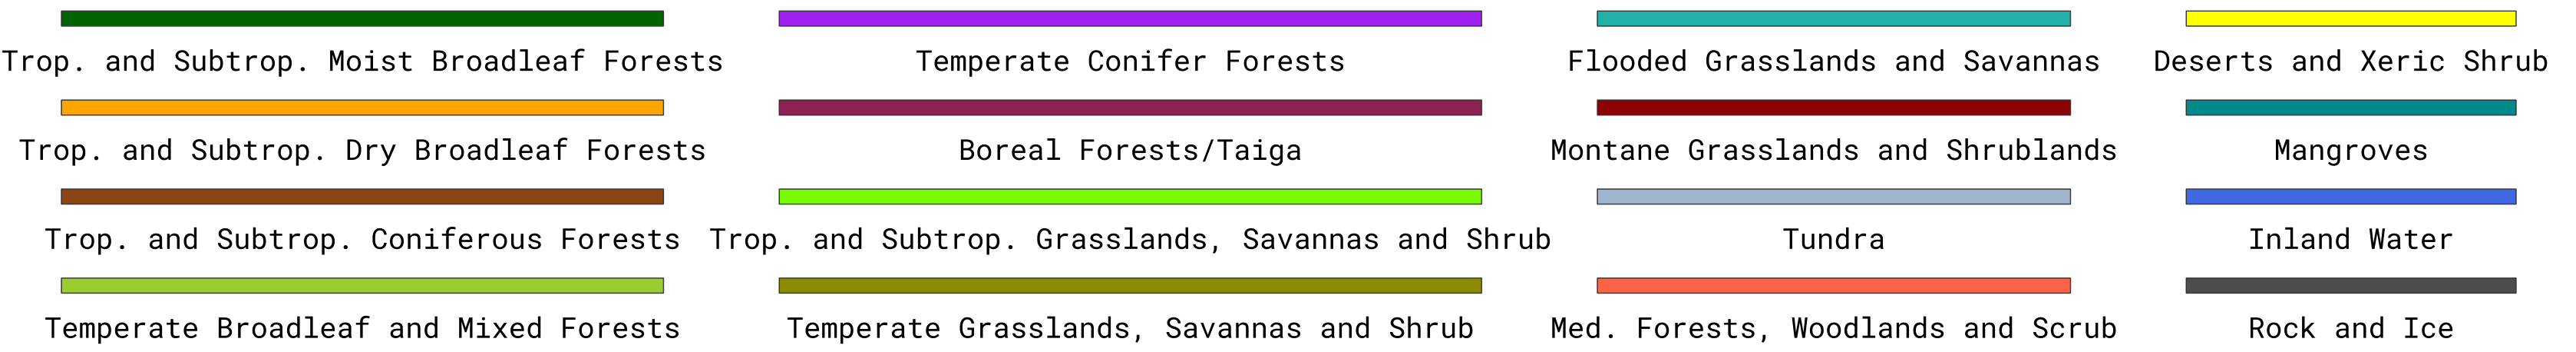 Trop. and Subtrop. Moist Broadleaf Forests
Temperate Conifer Forests
Flooded Grasslands and Savannas
Deserts and Xeric Shrub
Trop. and Subtrop. Dry Broadleaf Forests
Boreal Forests/Taiga
Montane Grasslands and Shrublands
Mangroves
Trop. and Subtrop. Coniferous Forests
Trop. and Subtrop. Grasslands, Savannas and Shrub
Tundra
Inland Water
Temperate Broadleaf and Mixed Forests
Temperate Grasslands, Savannas and Shrub
Med. Forests, Woodlands and Scrub
Rock and Ice